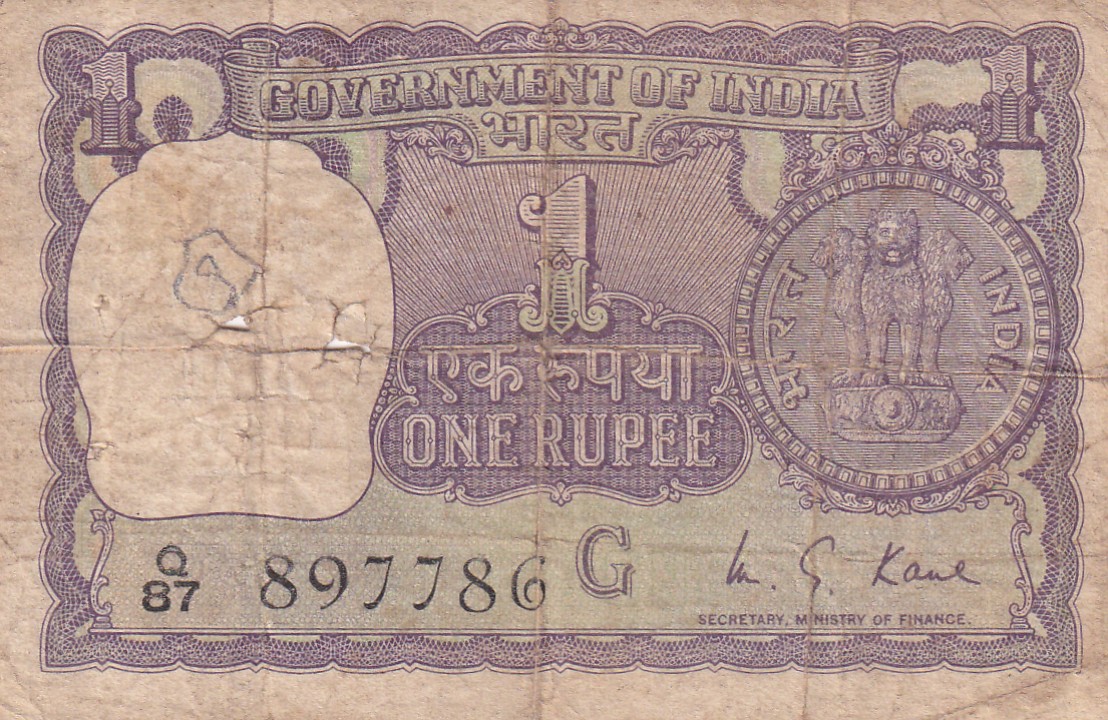 1 GOVERNMENT OF INDIA 1
भारत
1
एक रुपया
ONE RUPEE
भारत INDIA
Q
87 897786 G
M. G. Kaul
SECRETARY, MINISTRY OF FINANCE.